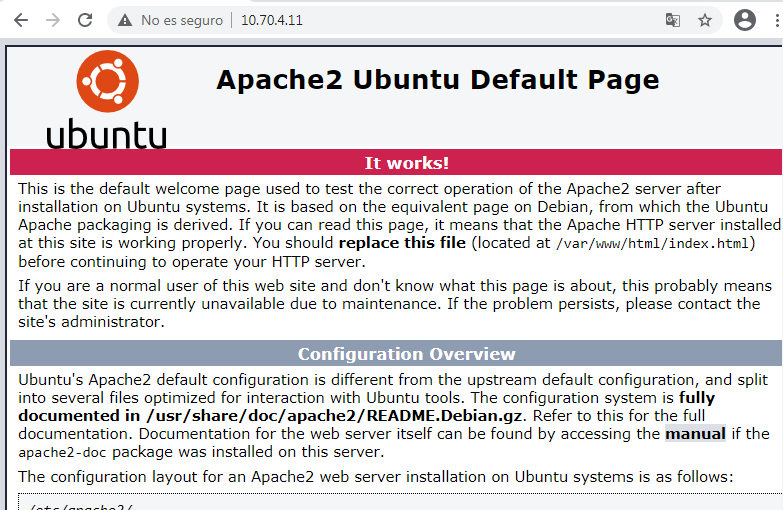 No es seguro 10.70.4.11
Apache2 Ubuntu Default Page
ubuntu
It works!
This is the default welcome page used to test the correct operation of the Apache2 server after
installation on Ubuntu systems. It is based on the equivalent page on Debian, from which the Ubuntu
Apache packaging is derived. If you can read this page, it means that the Apache HTTP server installed
at this site is working properly. You should replace this file (located at /var/www/html/index.html)
before continuing to operate your HTTP server.
If you are a normal user of this web site and don't know what this page is about, this probably means
that the site is currently unavailable due to maintenance. If the problem persists, please contact the
site's administrator.
Configuration Overview
Ubuntu's Apache2 default configuration is different from the upstream default configuration, and split
into several files optimized for interaction with Ubuntu tools. The configuration system is fully
documented in /usr/share/doc/apache2/README.Debian.gz. Refer to this for the full
documentation. Documentation for the web server itself can be found by accessing the manual if the
apache2-doc package was installed on this server.
The configuration layout for an Apache2 web server installation on Ubuntu systems is as follows:
/etc/apache2/